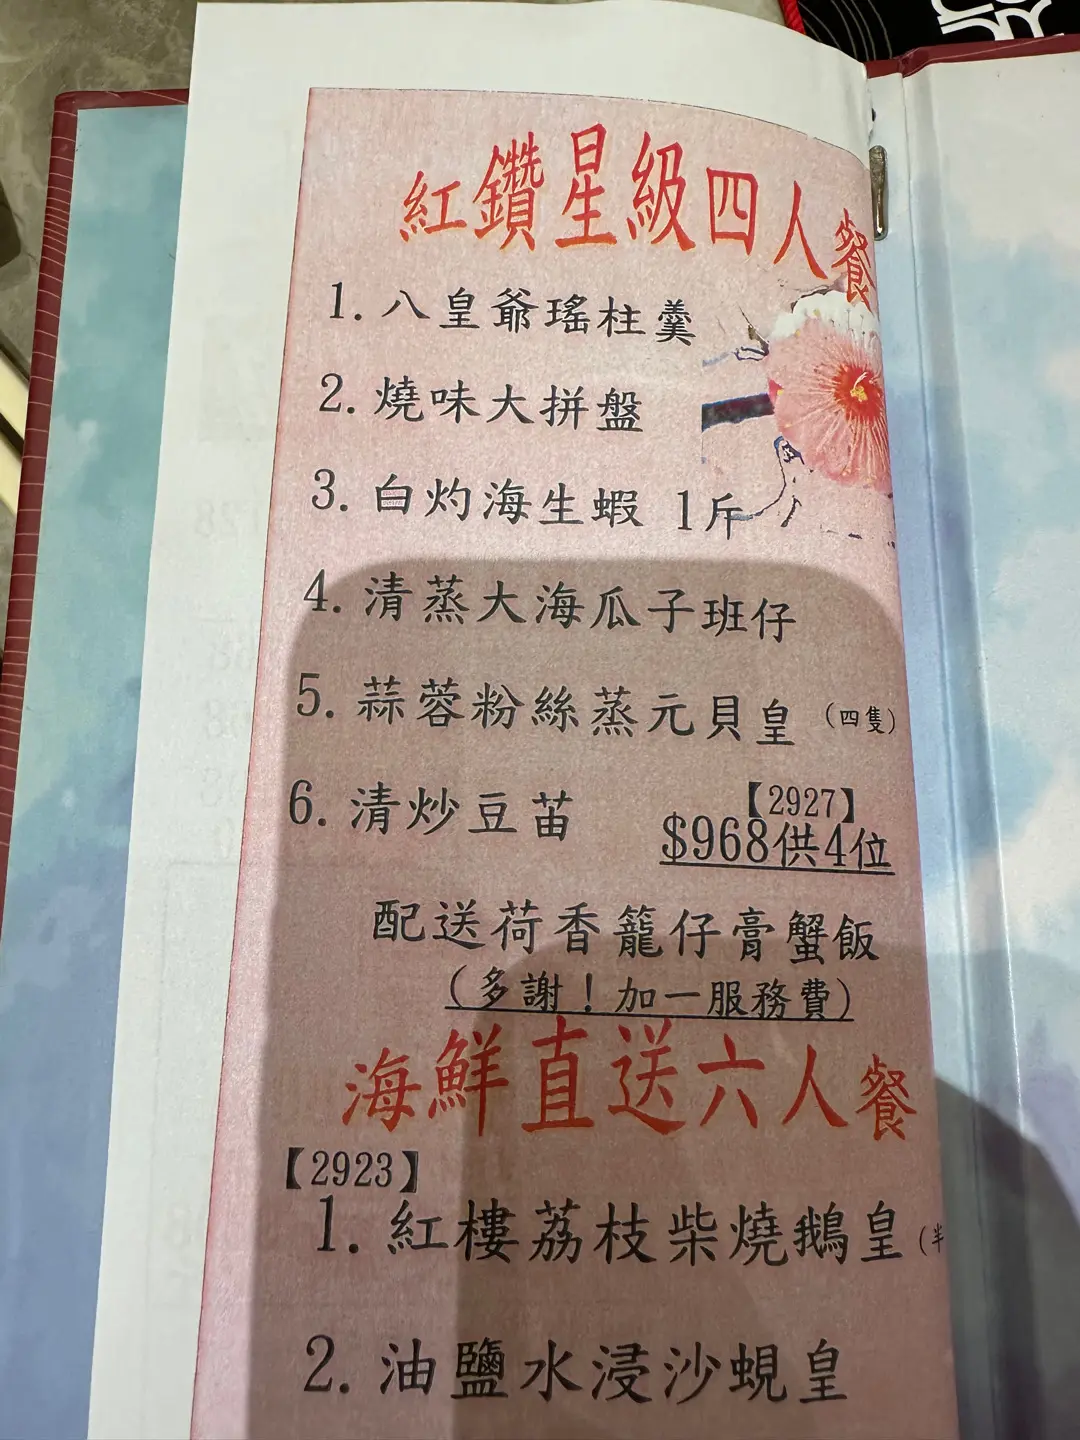 紅鑽星級四人餐
1. 八皇爺瑤柱羹
2. 燒味大拼盤
3. 白灼海生蝦 1斤
4. 清蒸大海瓜子班仔
5. 蒜蓉粉絲蒸元貝皇 (四隻)
6. 清炒豆苗
【2927】
$968供4位
配送荷香籠仔膏蟹飯
(多謝！加一服務費)
海鮮直送六人餐
【2923】
1. 紅樓荔枝柴燒鵝皇 (半
2. 油鹽水浸沙蜆皇